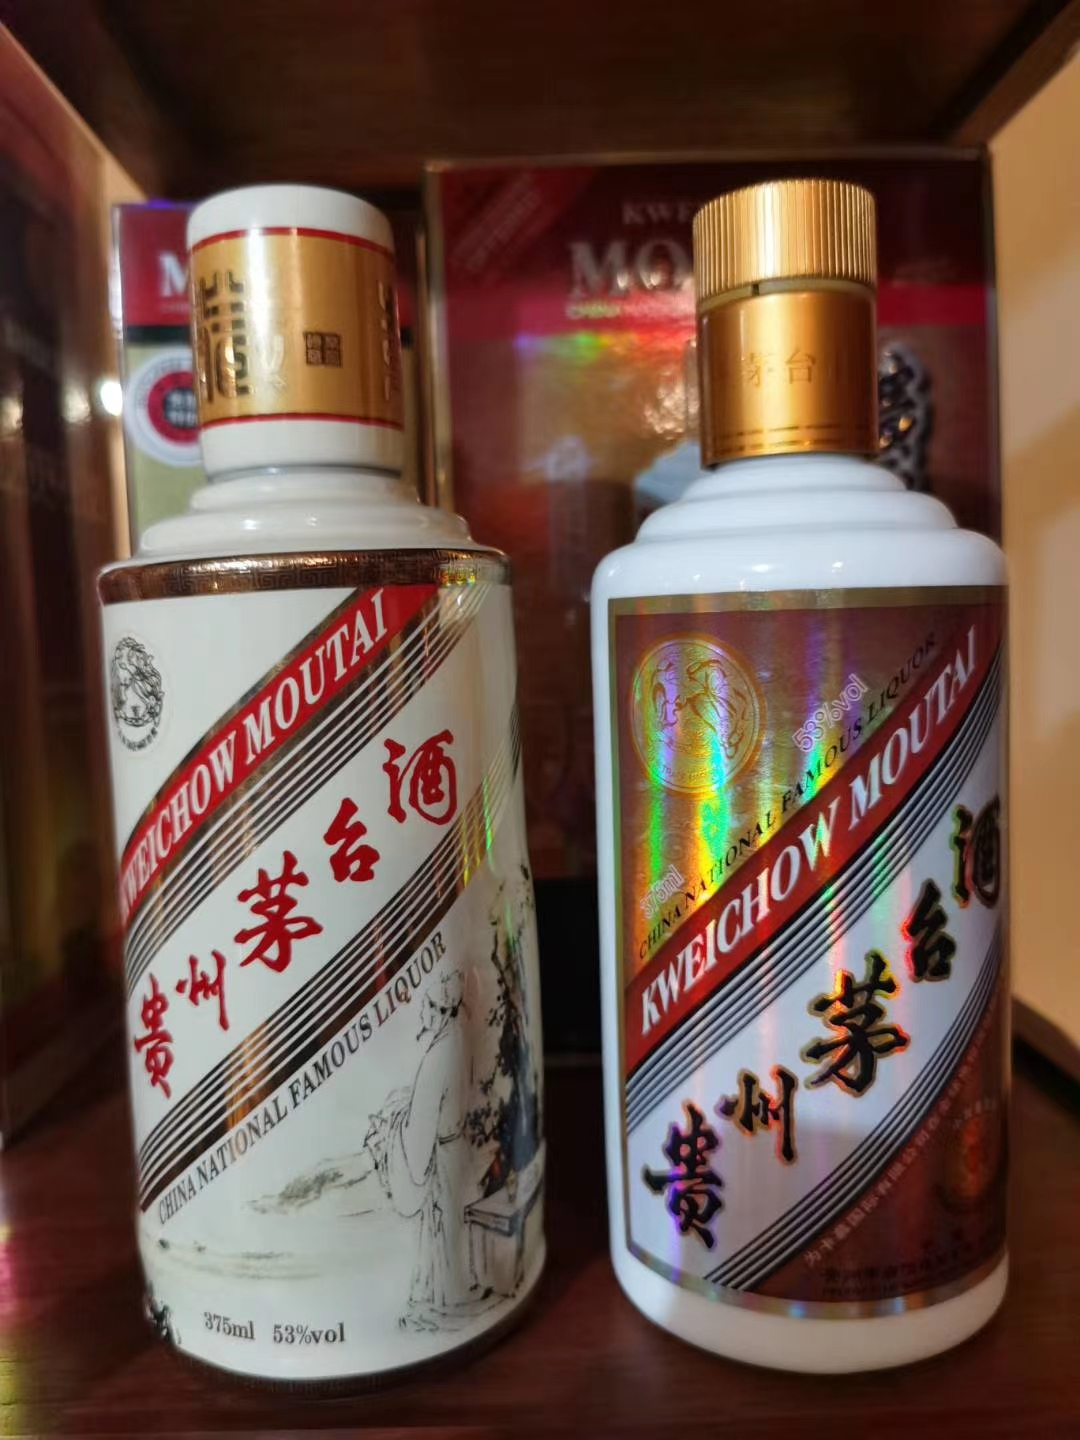 KWEICHOW MOUTAI
贵州茅台酒
CHINA NATIONAL FAMOUS LIQUOR
375ml 53%vol
MO
茅台
53%vol
375ml
CHINA NATIONAL FAMOUS LIQUOR
KWEICHOW MOUTAI
贵州茅台酒